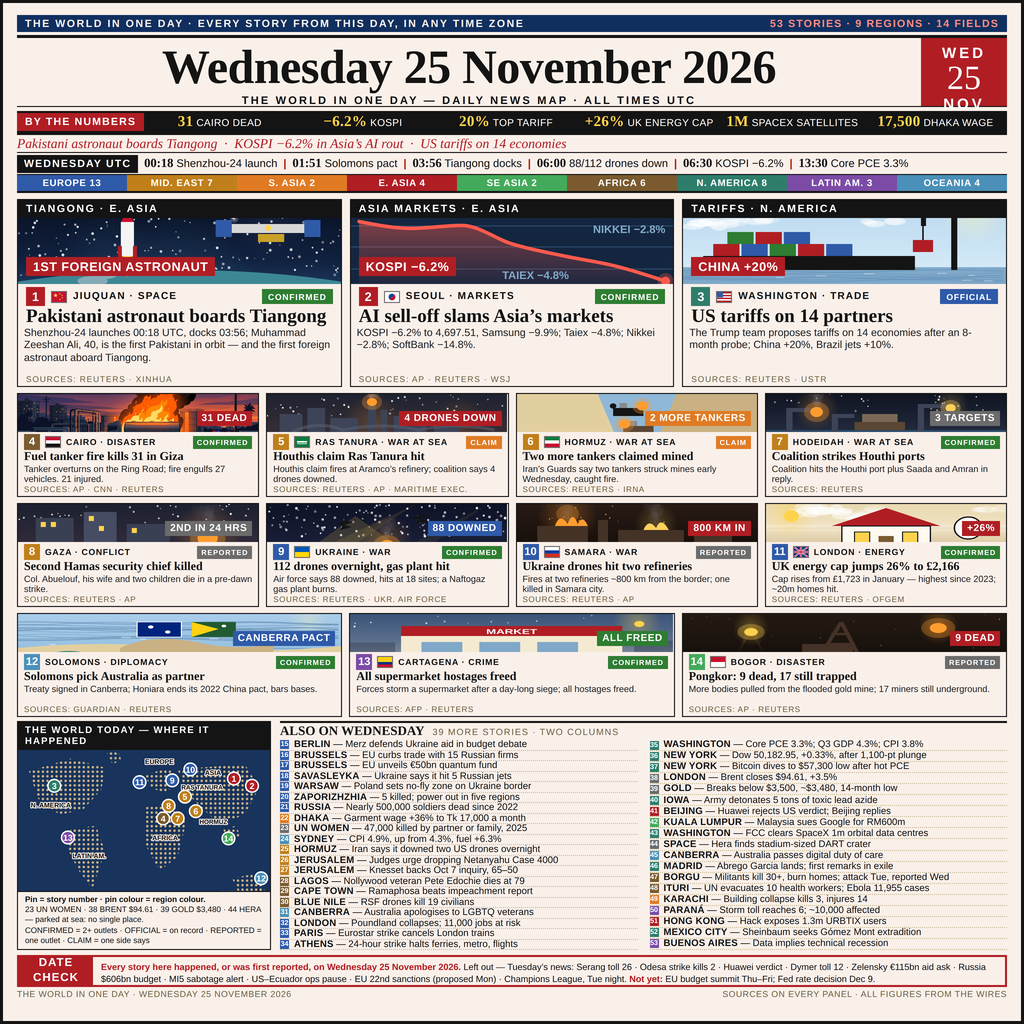 THE WORLD IN ONE DAY · EVERY STORY FROM THIS DAY, IN ANY TIME ZONE
53 STORIES · 9 REGIONS · 14 FIELDS
Wednesday 25 November 2026
THE WORLD IN ONE DAY — DAILY NEWS MAP · ALL TIMES UTC
WED
25
NOV
BY THE NUMBERS
31 CAIRO DEAD
−6.2% KOSPI
20% TOP TARIFF
+26% UK ENERGY CAP
1M SPACEX SATELLITES
17,500 DHAKA WAGE
Pakistani astronaut boards Tiangong · KOSPI −6.2% in Asia's AI rout · US tariffs on 14 economies
WEDNESDAY UTC
00:18 Shenzhou-24 launch | 01:51 Solomons pact | 03:56 Tiangong docks | 06:00 88/112 drones down | 06:30 KOSPI −6.2% | 13:30 Core PCE 3.3%
EUROPE 13
MID. EAST 7
S. ASIA 2
E. ASIA 4
SE ASIA 2
AFRICA 6
N. AMERICA 8
LATIN AM. 3
OCEANIA 4
TIANGONG · E. ASIA
1ST FOREIGN ASTRONAUT
1 JIUQUAN · SPACE
CONFIRMED
Pakistani astronaut boards Tiangong
Shenzhou-24 launches 00:18 UTC, docks 03:56; Muhammad
Zeeshan Ali, 40, is the first Pakistani in orbit — and the first foreign
astronaut aboard Tiangong.
SOURCES: REUTERS · XINHUA
ASIA MARKETS · E. ASIA
NIKKEI −2.8%
KOSPI −6.2%
TAIEX −4.8%
2 SEOUL · MARKETS
CONFIRMED
AI sell-off slams Asia's markets
KOSPI −6.2% to 4,697.51, Samsung −9.9%; Taiex −4.8%; Nikkei
−2.8%; SoftBank −14.8%.
SOURCES: AP · REUTERS · WSJ
TARIFFS · N. AMERICA
CHINA +20%
3 WASHINGTON · TRADE
OFFICIAL
US tariffs on 14 partners
The Trump team proposes tariffs on 14 economies after an 8-
month probe; China +20%, Brazil jets +10%.
SOURCES: REUTERS · USTR
31 DEAD
4 CAIRO · DISASTER
CONFIRMED
Fuel tanker fire kills 31 in Giza
Tanker overturns on the Ring Road; fire engulfs 27
vehicles. 21 injured.
SOURCES: AP · CNN · REUTERS
4 DRONES DOWN
5 RAS TANURA · WAR AT SEA
CLAIM
Houthis claim Ras Tanura hit
Houthis claim fires at Aramco's refinery; coalition says 4
drones downed.
SOURCES: REUTERS · AP · MARITIME EXEC.
2 MORE TANKERS
6 HORMUZ · WAR AT SEA
CLAIM
Two more tankers claimed mined
Iran's Guards say two tankers struck mines early
Wednesday, caught fire.
SOURCES: REUTERS · IRNA
3 TARGETS
7 HODEIDAH · WAR AT SEA
CONFIRMED
Coalition strikes Houthi ports
Coalition hits the Houthi port plus Saada and Amran in
reply.
SOURCES: REUTERS
2ND IN 24 HRS
8 GAZA · CONFLICT
REPORTED
Second Hamas security chief killed
Col. Abuelouf, his wife and two children die in a pre-dawn
strike.
SOURCES: REUTERS · AP
88 DOWNED
9 UKRAINE · WAR
CONFIRMED
112 drones overnight, gas plant hit
Air force says 88 downed, hits at 18 sites; a Naftogaz
gas plant burns.
SOURCES: REUTERS · UKR. AIR FORCE
800 KM IN
10 SAMARA · WAR
REPORTED
Ukraine drones hit two refineries
Fires at two refineries ~800 km from the border; one
killed in Samara city.
SOURCES: REUTERS · AP
+26%
11 LONDON · ENERGY
CONFIRMED
UK energy cap jumps 26% to £2,166
Cap rises from £1,723 in January — highest since 2023;
~20m homes hit.
SOURCES: REUTERS · OFGEM
CANBERRA PACT
12 SOLOMONS · DIPLOMACY
CONFIRMED
Solomons pick Australia as partner
Treaty signed in Canberra; Honiara ends its 2022 China pact, bars bases.
SOURCES: GUARDIAN · REUTERS
MARKET
ALL FREED
13 CARTAGENA · CRIME
CONFIRMED
All supermarket hostages freed
Forces storm a supermarket after a day-long siege; all hostages freed.
SOURCES: AFP · REUTERS
9 DEAD
14 BOGOR · DISASTER
REPORTED
Pongkor: 9 dead, 17 still trapped
More bodies pulled from the flooded gold mine; 17 miners still underground.
SOURCES: AP · REUTERS
THE WORLD TODAY — WHERE IT
HAPPENED
EUROPE
ASIA
RAS TANURA
N. AMERICA
HORMUZ
AFRICA
LATIN AM.
1
2
3
4
5
6
7
8
9
10
11
12
13
14
Pin = story number · pin colour = region colour.
23 UN WOMEN · 38 BRENT $94.61 · 39 GOLD $3,480 · 44 HERA
— parked at sea: no single place.
CONFIRMED = 2+ outlets · OFFICIAL = on record · REPORTED =
one outlet · CLAIM = one side says
ALSO ON WEDNESDAY 39 MORE STORIES · TWO COLUMNS
15 BERLIN — Merz defends Ukraine aid in budget debate
16 BRUSSELS — EU curbs trade with 15 Russian firms
17 BRUSSELS — EU unveils €50bn quantum fund
18 SAVASLEYKA — Ukraine says it hit 5 Russian jets
19 WARSAW — Poland sets no-fly zone on Ukraine border
20 ZAPORIZHZHIA — 5 killed; power out in five regions
21 RUSSIA — Nearly 500,000 soldiers dead since 2022
22 DHAKA — Garment wage +36% to Tk 17,000 a month
23 UN WOMEN — 47,000 killed by partner or family, 2025
24 SYDNEY — CPI 4.9%, up from 4.3%, fuel +6.3%
25 HORMUZ — Iran says it downed two US drones overnight
26 JERUSALEM — Judges urge dropping Netanyahu Case 4000
27 JERUSALEM — Knesset backs Oct 7 inquiry, 65–50
28 LAGOS — Nollywood veteran Pete Edochie dies at 79
29 CAPE TOWN — Ramaphosa beats impeachment report
30 BLUE NILE — RSF drones kill 19 civilians
31 CANBERRA — Australia apologises to LGBTQ veterans
32 LONDON — Poundland collapses; 11,000 jobs at risk
33 PARIS — Eurostar strike cancels London trains
34 ATHENS — 24-hour strike halts ferries, metro, flights
35 WASHINGTON — Core PCE 3.3%; Q3 GDP 4.3%; CPI 3.8%
36 NEW YORK — Dow 50,182.95, +0.33%, after 1,100-pt plunge
37 NEW YORK — Bitcoin dives to $57,300 low after hot PCE
38 LONDON — Brent closes $94.61, +3.5%
39 GOLD — Breaks below $3,500, ~$3,480, 14-month low
40 IOWA — Army detonates 5 tons of toxic lead azide
41 BEIJING — Huawei rejects US verdict; Beijing replies
42 KUALA LUMPUR — Malaysia sues Google for RM600m
43 WASHINGTON — FCC clears SpaceX 1m orbital data centres
44 SPACE — Hera finds stadium-sized DART crater
45 CANBERRA — Australia passes digital duty of care
46 MADRID — Abrego Garcia lands; first remarks in exile
47 BORGU — Militants kill 30+, burn homes; attack Tue, reported Wed
48 ITURI — UN evacuates 10 health workers; Ebola 11,955 cases
49 KARACHI — Building collapse kills 3, injures 14
50 PARANÁ — Storm toll reaches 6; ~10,000 affected
51 HONG KONG — Hack exposes 1.3m URBTIX users
52 MEXICO CITY — Sheinbaum seeks Gómez Mont extradition
53 BUENOS AIRES — Data implies technical recession
DATE
CHECK
Every story here happened, or was first reported, on Wednesday 25 November 2026. Left out — Tuesday's news: Serang toll 26 · Odesa strike kills 2 · Huawei verdict · Dymer toll 12 · Zelensky €115bn aid ask · Russia
$606bn budget · MI5 sabotage alert · US–Ecuador ops pause · EU 22nd sanctions (proposed Mon) · Champions League, Tue night. Not yet: EU budget summit Thu–Fri; Fed rate decision Dec 9.
THE WORLD IN ONE DAY · WEDNESDAY 25 NOVEMBER 2026
SOURCES ON EVERY PANEL · ALL FIGURES FROM THE WIRES